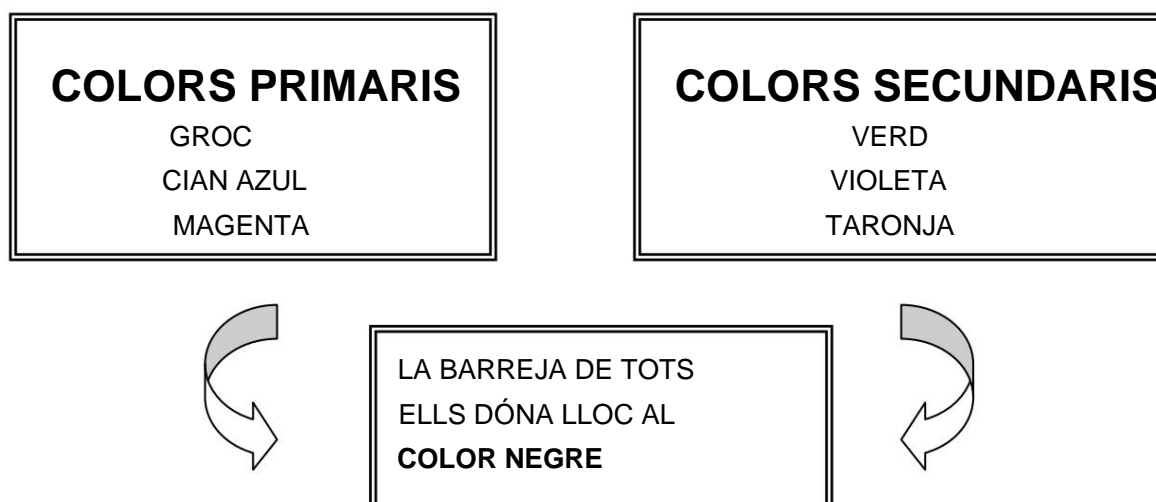 COLORS PRIMARIS
GROC
CIAN AZUL
MAGENTA
COLORS SECUNDARIS
VERD
VIOLETA
TARONJA
LA BARREJA DE TOTS
ELLS DÓNA LLOC AL
COLOR NEGRE